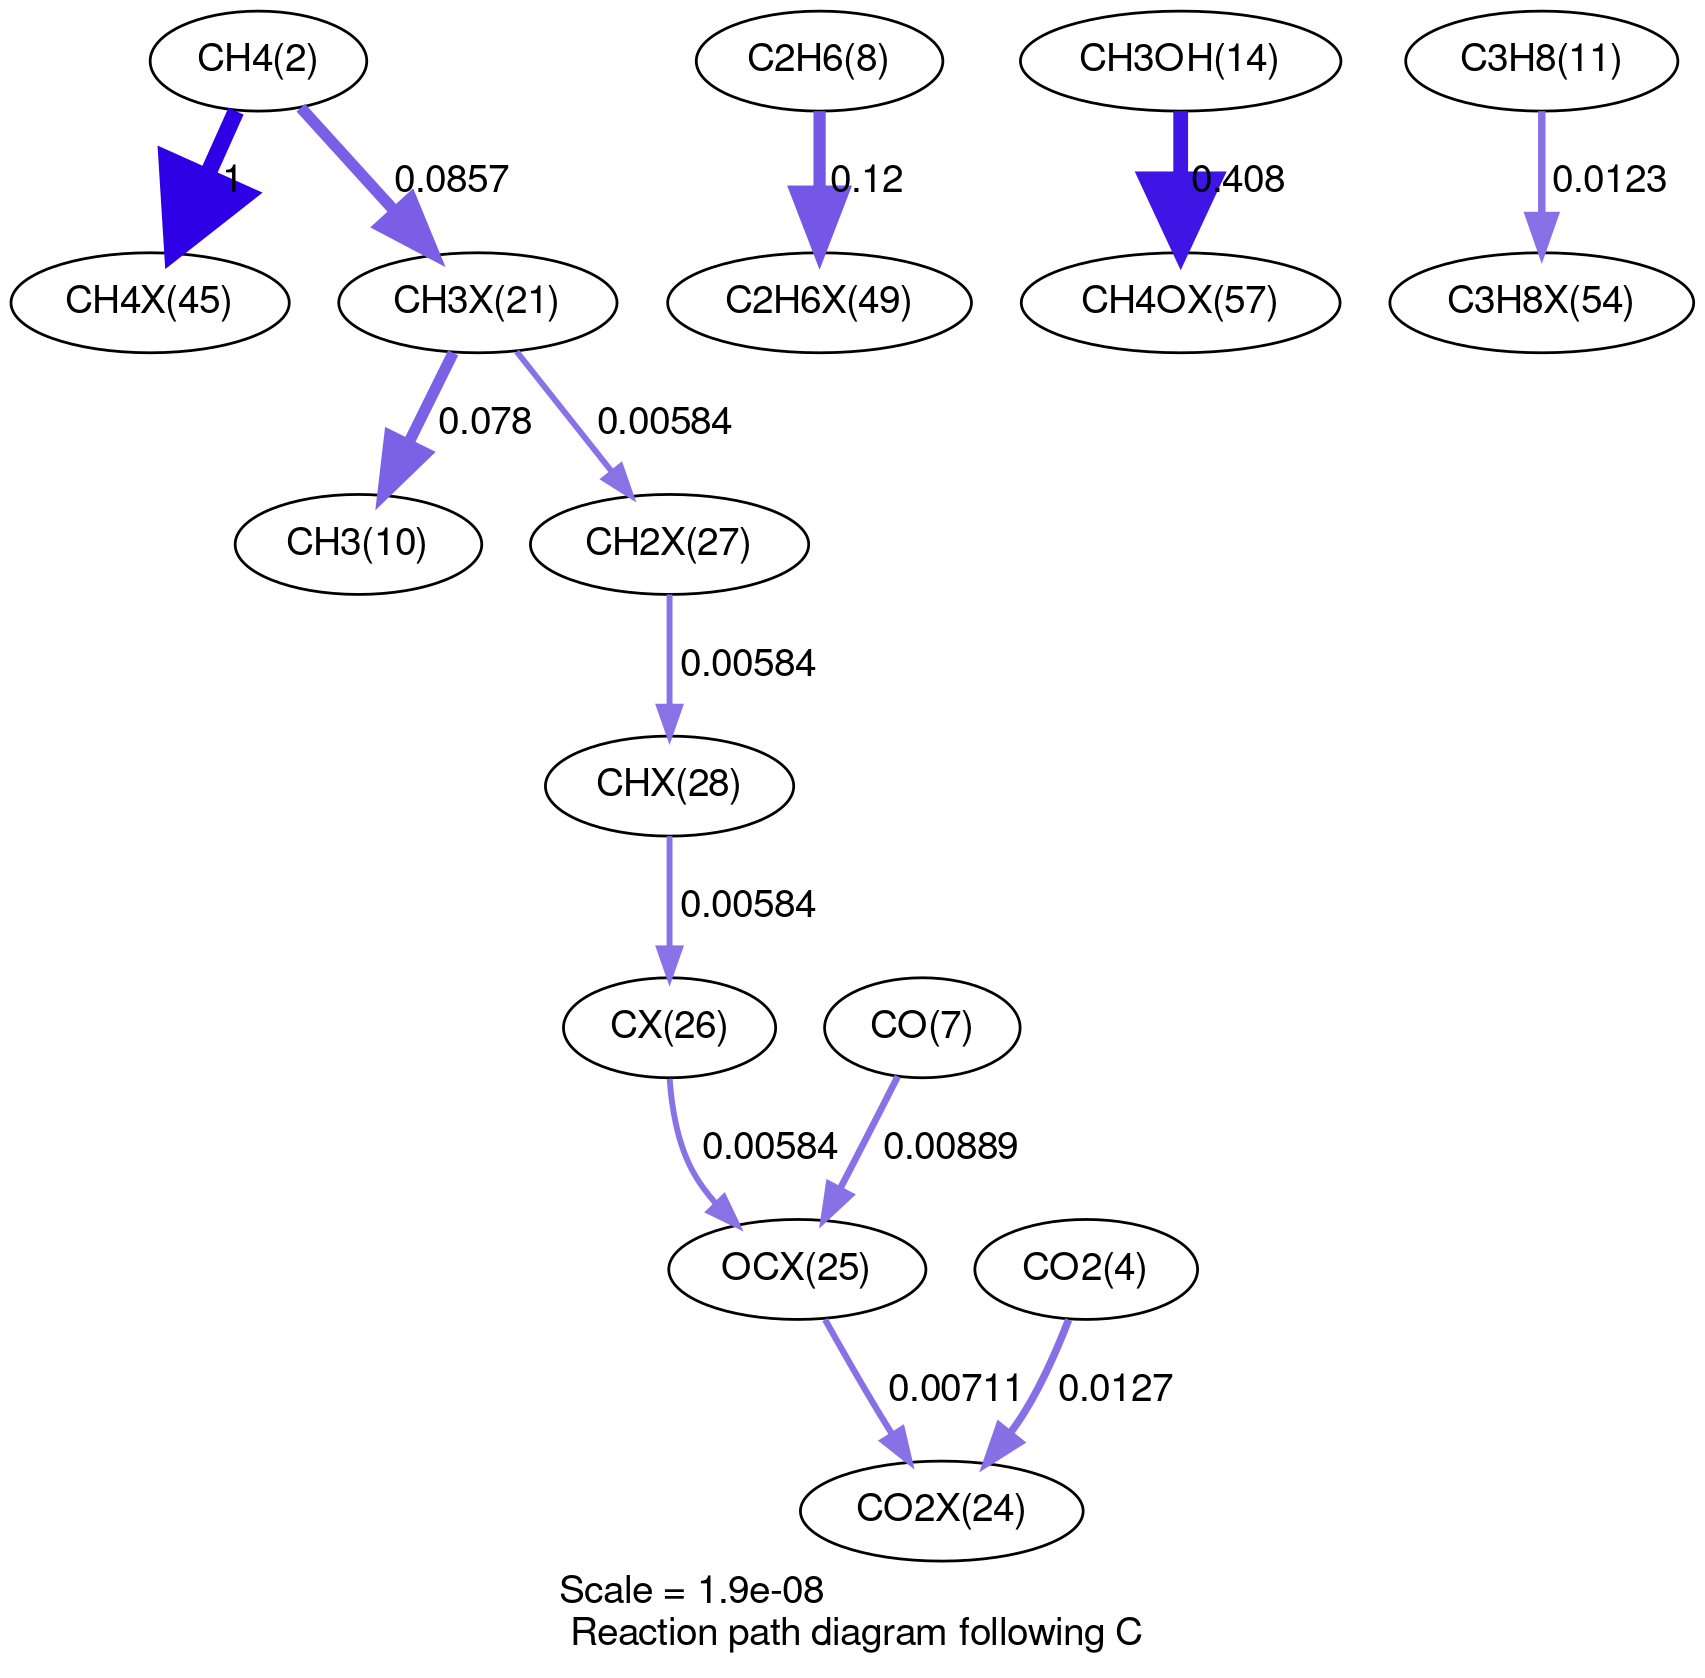 CH4(2)
C2H6(8)
CH3OH(14)
C3H8(11)
1
0.0857
0.12
0.408
0.0123
CH4X(45)
CH3X(21)
C2H6X(49)
CH4OX(57)
C3H8X(54)
0.078
0.00584
CH3(10)
CH2X(27)
0.00584
CHX(28)
0.00584
CX(26)
CO(7)
0.00584
0.00889
OCX(25)
CO2(4)
0.00711
0.0127
CO2X(24)
Scale = 1.9e-08
Reaction path diagram following C